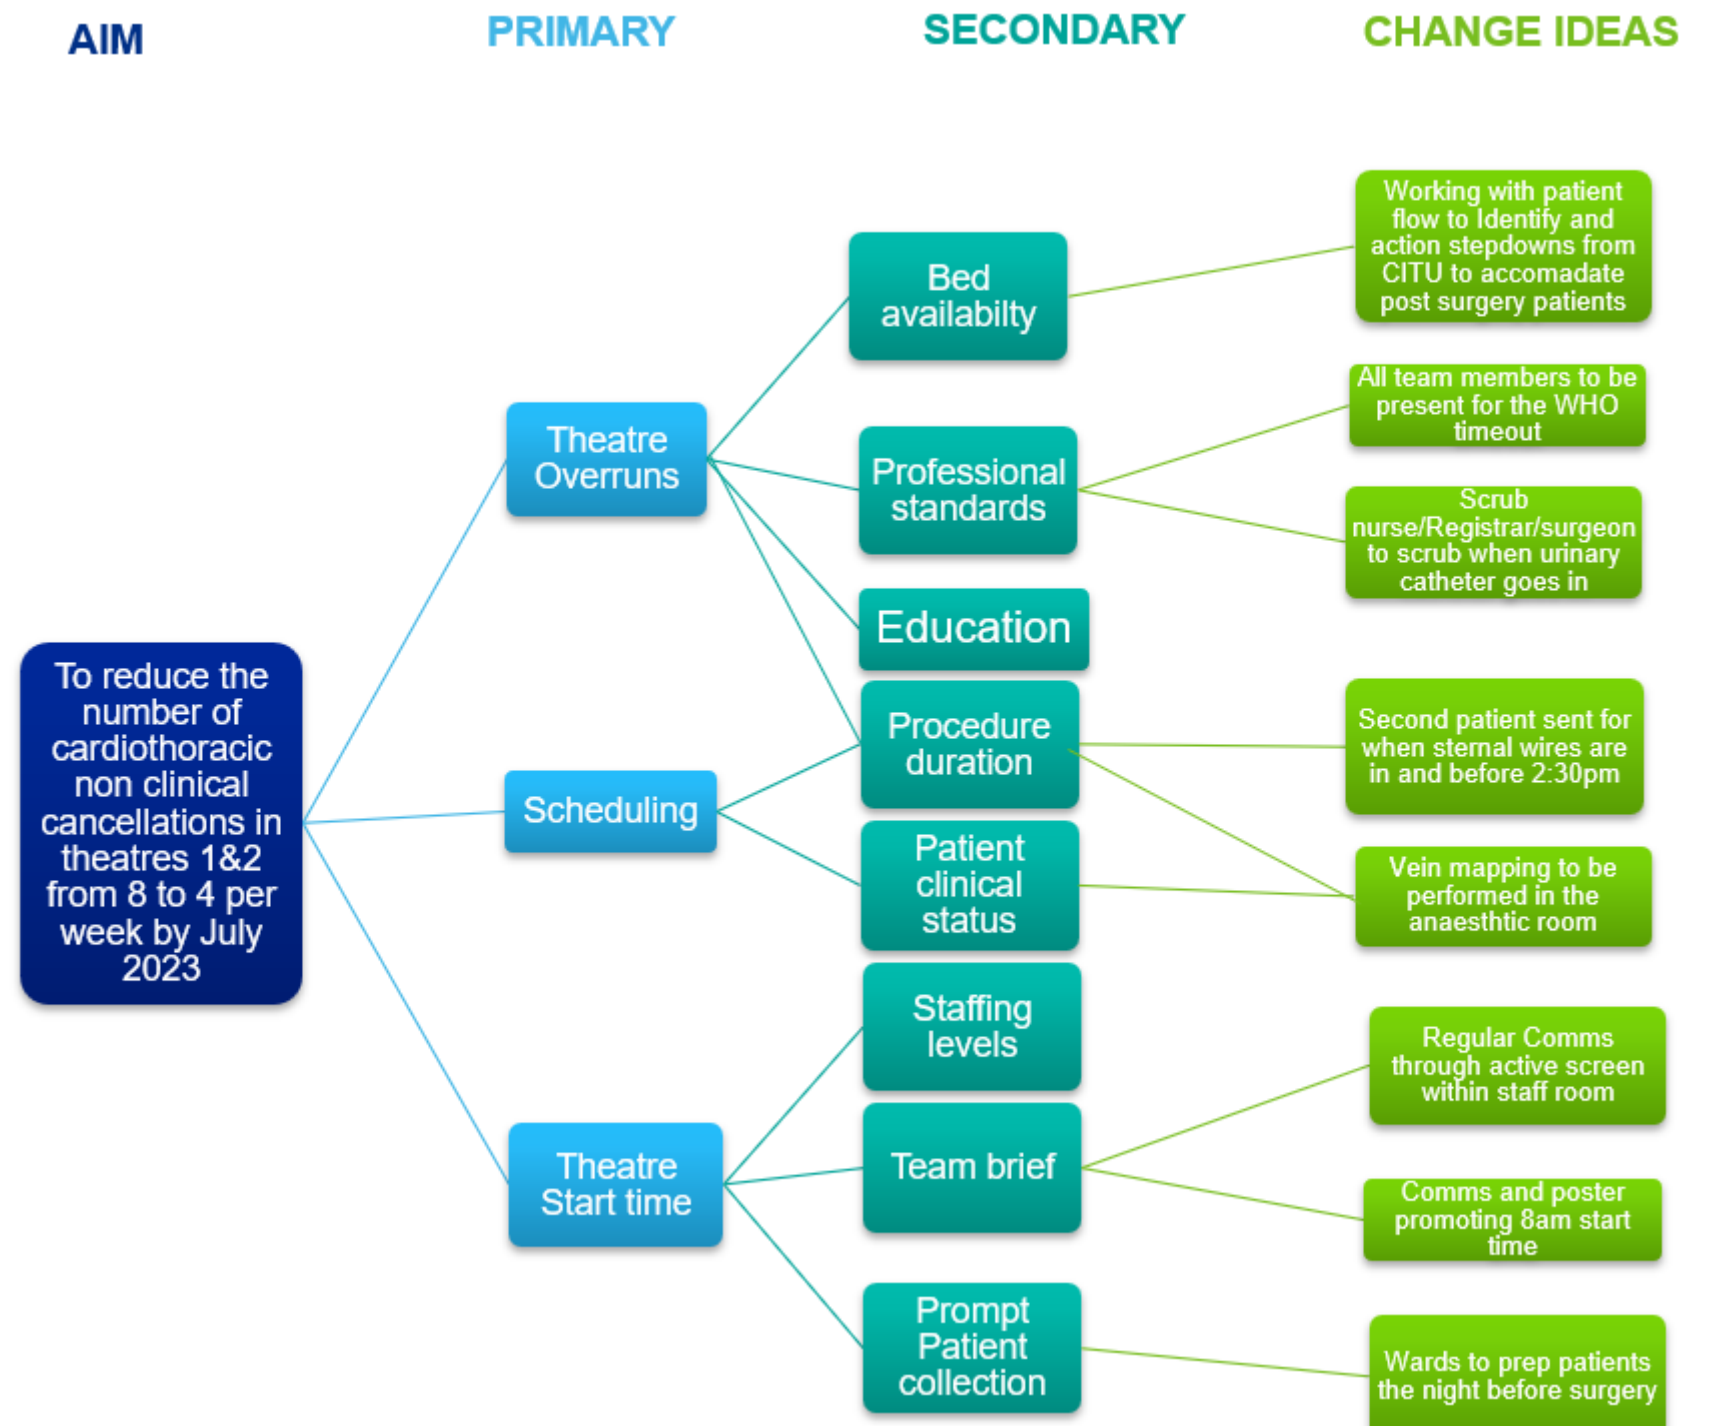 AIM
PRIMARY
SECONDARY
CHANGE IDEAS
To reduce the
number of
cardiothoracic
non clinical
cancellations in
theatres 1&2
from 8 to 4 per
week by July
2023
Theatre
Overruns
Scheduling
Theatre
Start time
Bed
availabilty
Professional
standards
Education
Procedure
duration
Patient
clinical
status
Staffing
levels
Team brief
Prompt
Patient
collection
Working with patient
flow to Identify and
action stepdowns from
CITU to accomadate
post surgery patients
All team members to be
present for the WHO
timeout
Scrub
nurse/Registrar/surgeon
to scrub when urinary
catheter goes in
Second patient sent for
when sternal wires are
in and before 2:30pm
Vein mapping to be
performed in the
anaesthtic room
Regular Comms
through active screen
within staff room
Comms and poster
promoting 8am start
time
Wards to prep patients
the night before surgery